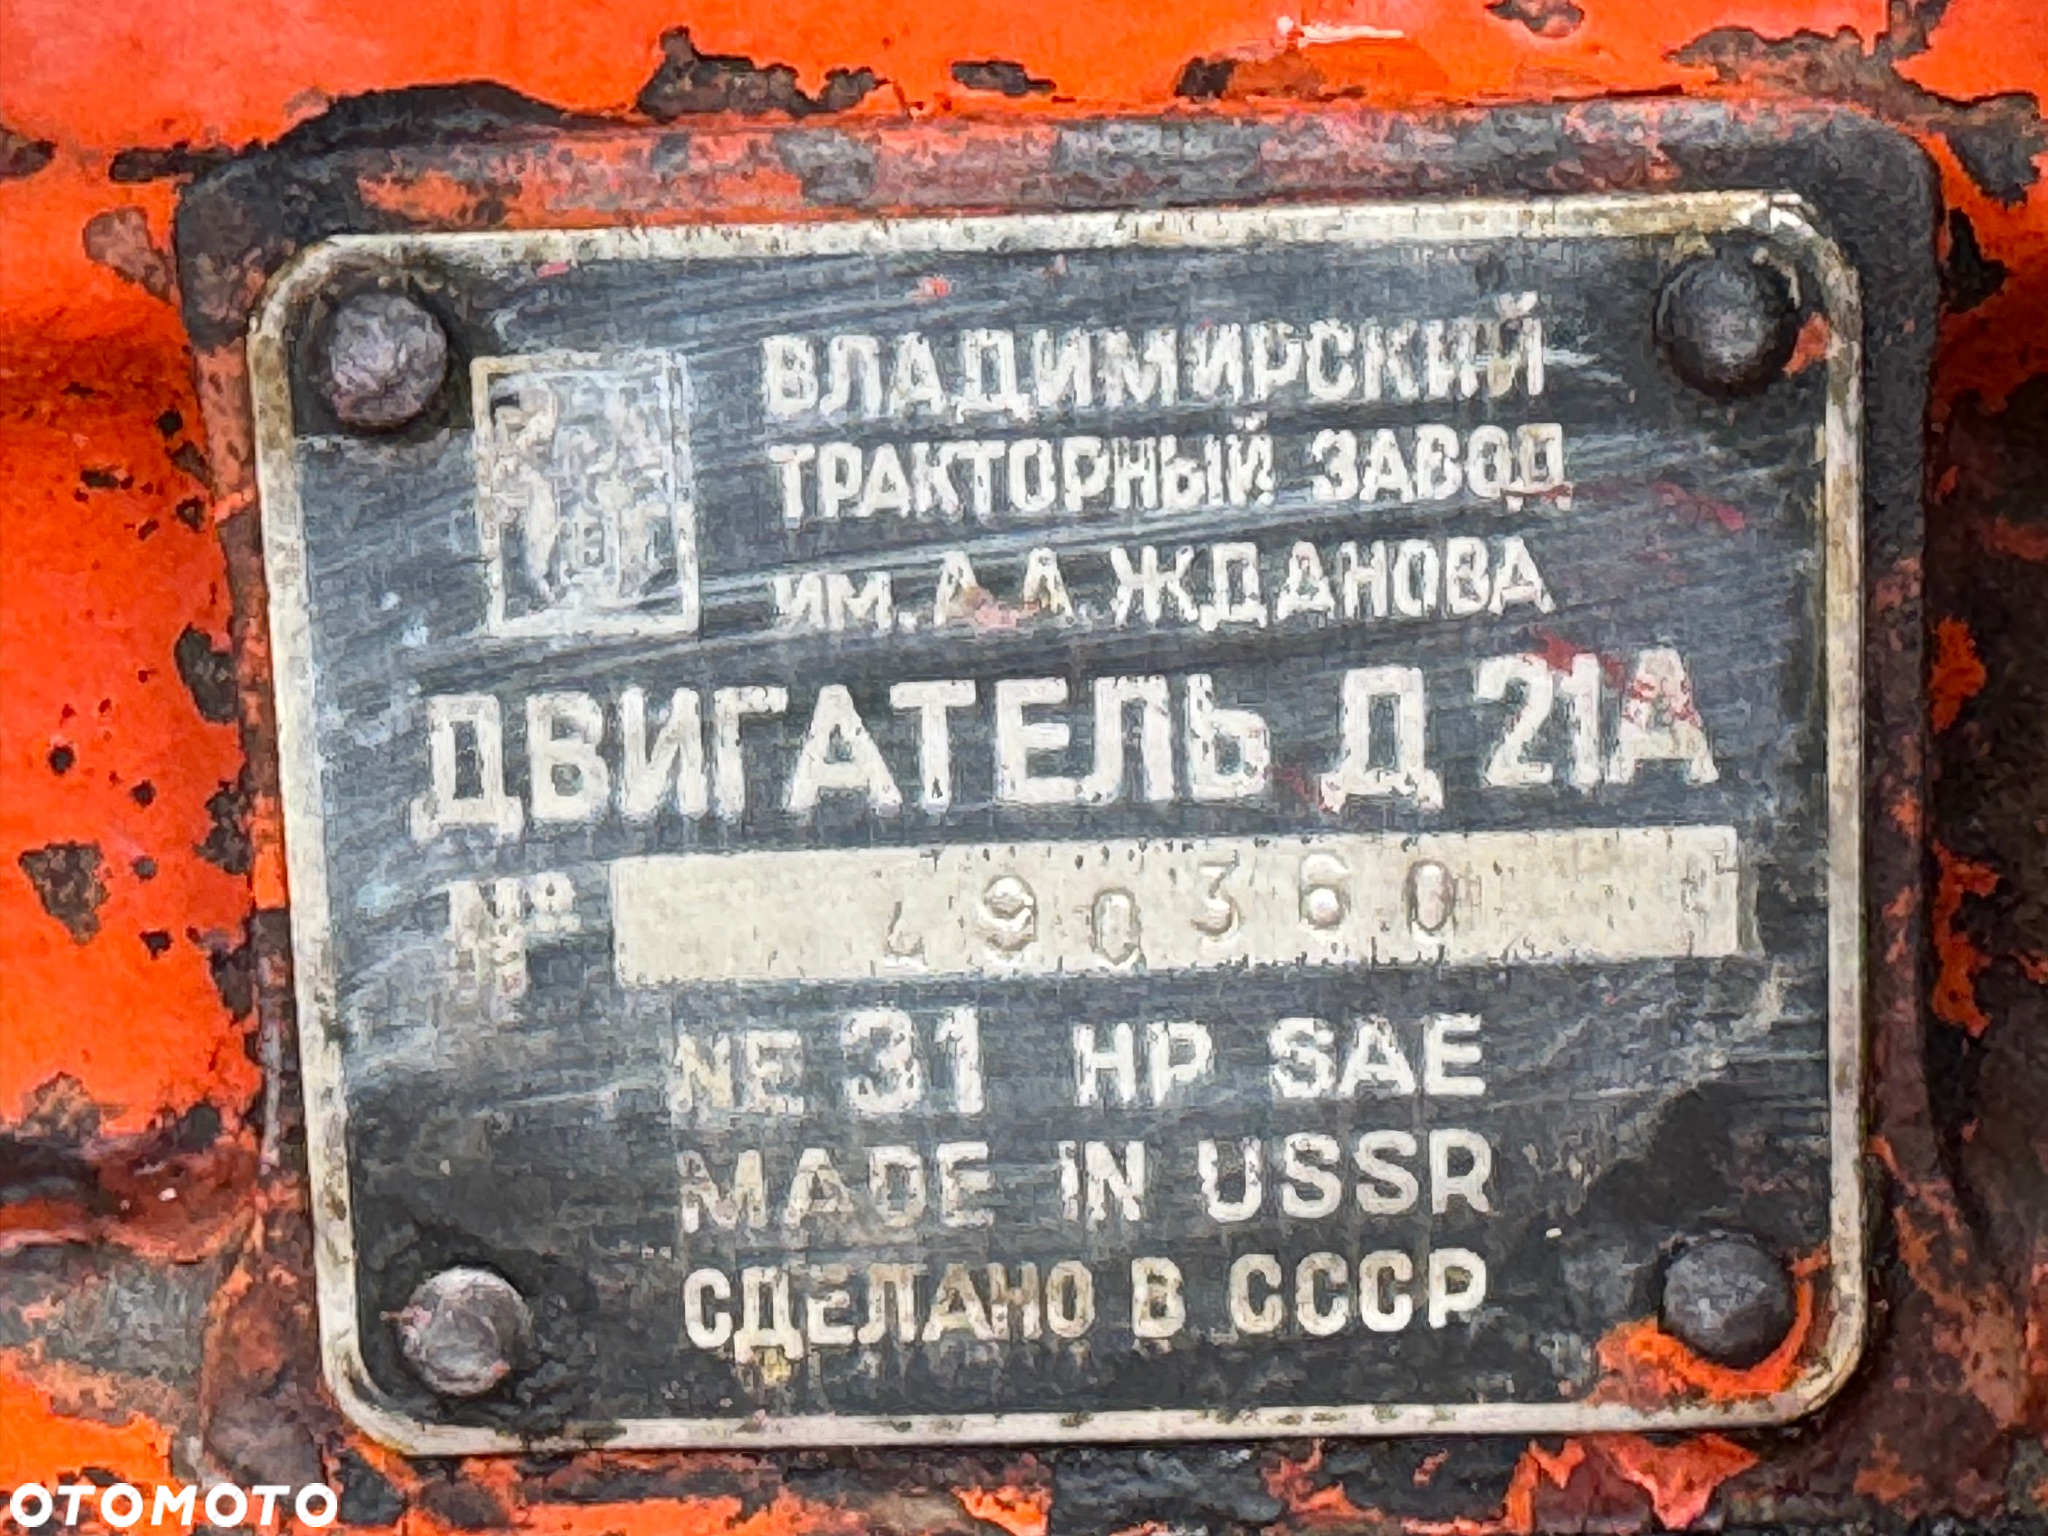 ВЛАДИМИРСКИЙ
ТРАКТОРНЫЙ ЗАВОД
ИМ. А.А. ЖДАНОВА
ДВИГАТЕЛЬ Д 21А
№ 490360
NE 31 HP SAE
MADE IN USSR
СДЕЛАНО В СССР
OTOMOTO